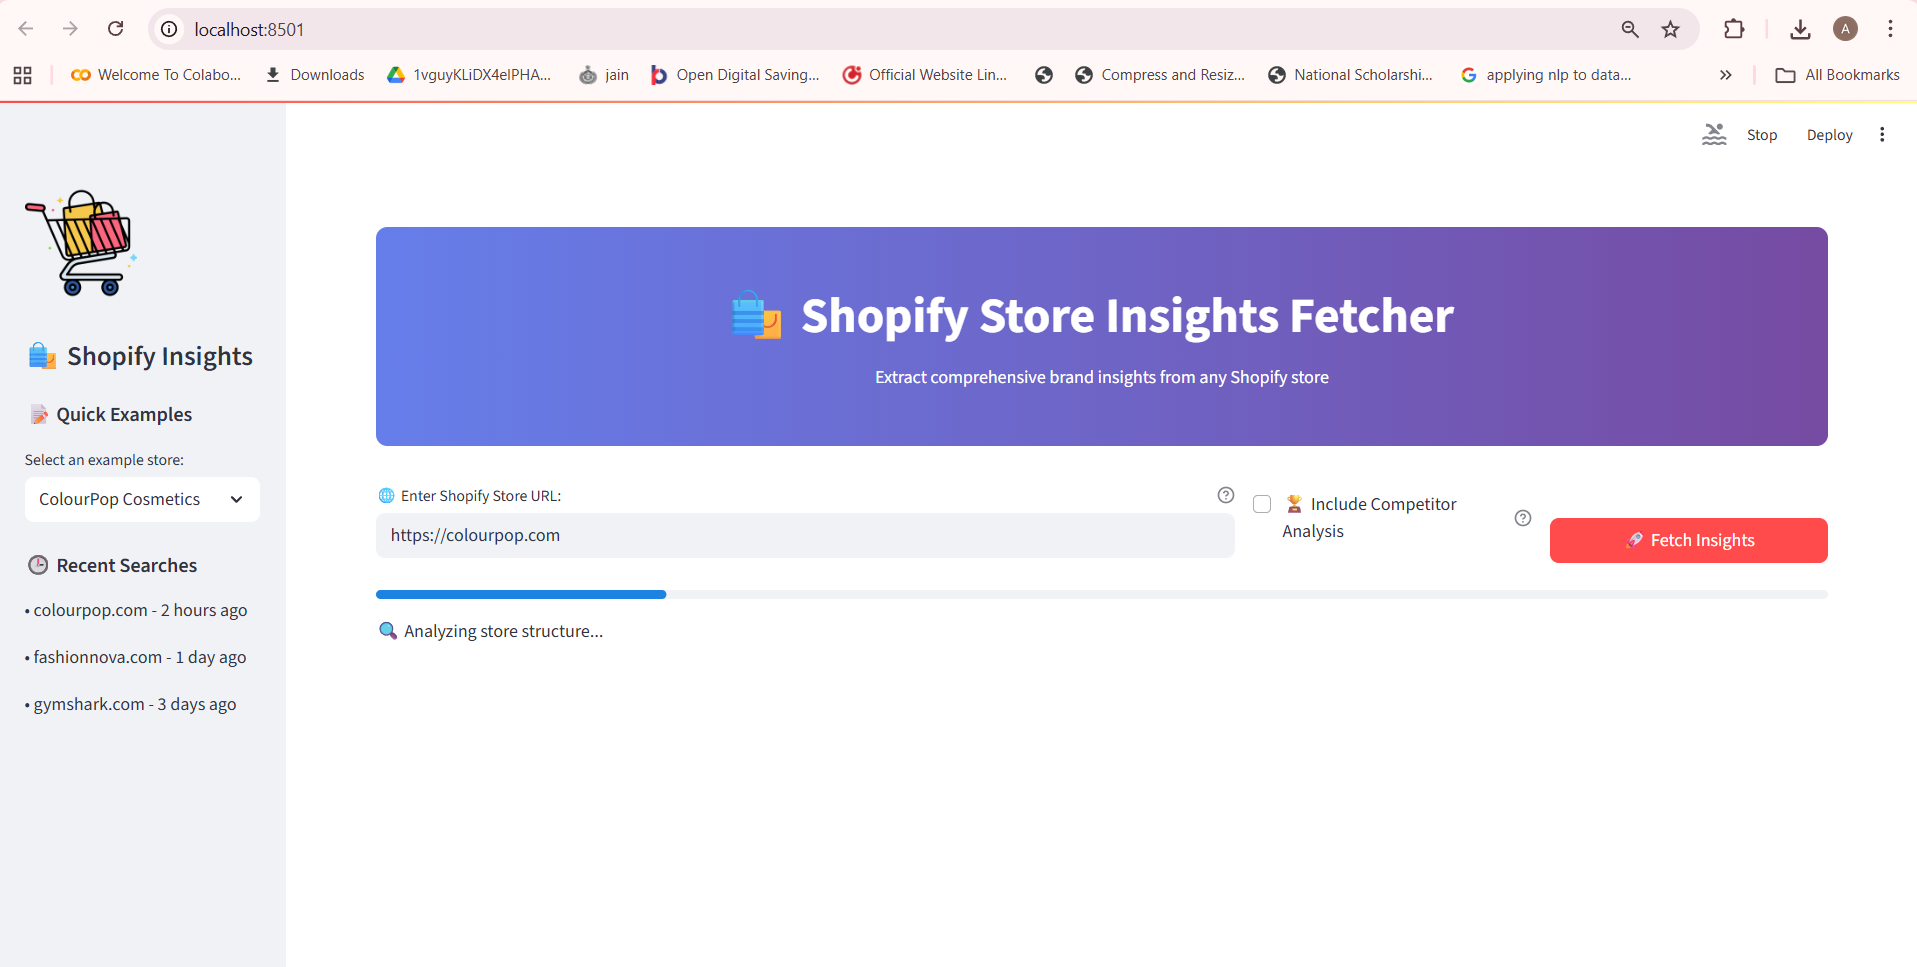 localhost:8501
A
Welcome To Colabo...
Downloads
1vguyKLiDX4elPHA...
jain
Open Digital Saving...
Official Website Lin...
Compress and Resiz...
National Scholarshi...
applying nlp to data...
»
All Bookmarks
Stop
Deploy
Shopify Insights
Quick Examples
Select an example store:
ColourPop Cosmetics
Recent Searches
• colourpop.com - 2 hours ago
• fashionnova.com - 1 day ago
• gymshark.com - 3 days ago
Shopify Store Insights Fetcher
Extract comprehensive brand insights from any Shopify store
Enter Shopify Store URL:
https://colourpop.com
Include Competitor
Analysis
Fetch Insights
Analyzing store structure...